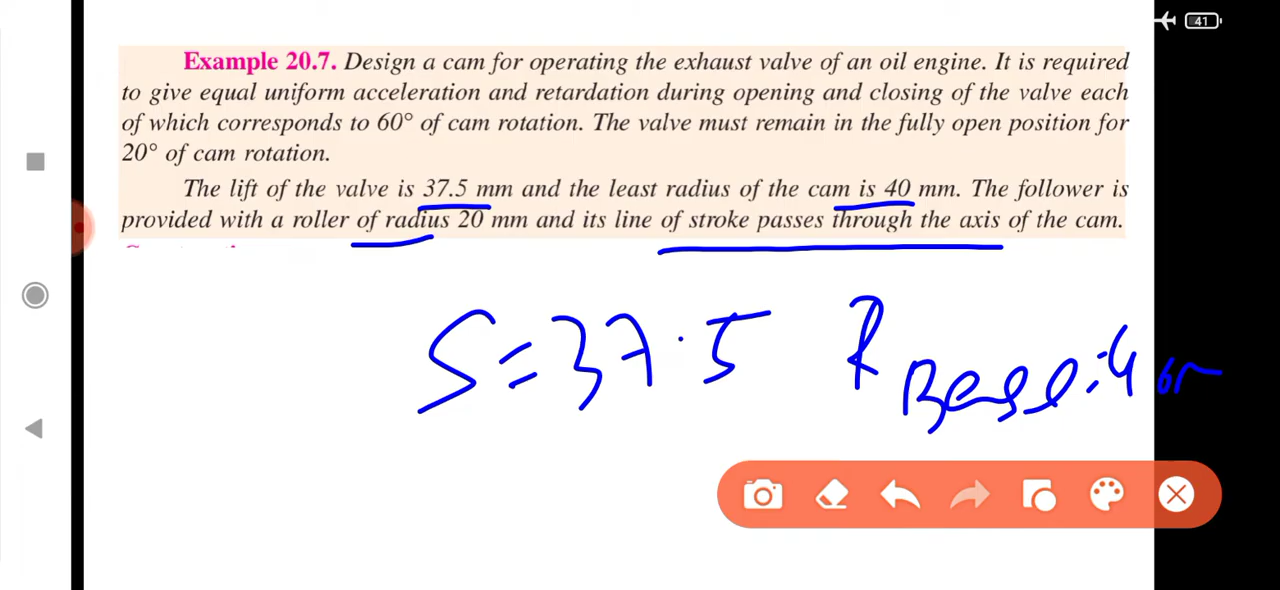 41
Example 20.7. Design a cam for operating the exhaust valve of an oil engine. It is required
to give equal uniform acceleration and retardation during opening and closing of the valve each
of which corresponds to 60° of cam rotation. The valve must remain in the fully open position for
20° of cam rotation.
The lift of the valve is 37.5 mm and the least radius of the cam is 40 mm. The follower is
provided with a roller of radius 20 mm and its line of stroke passes through the axis of the cam.
S=37.5 R Base